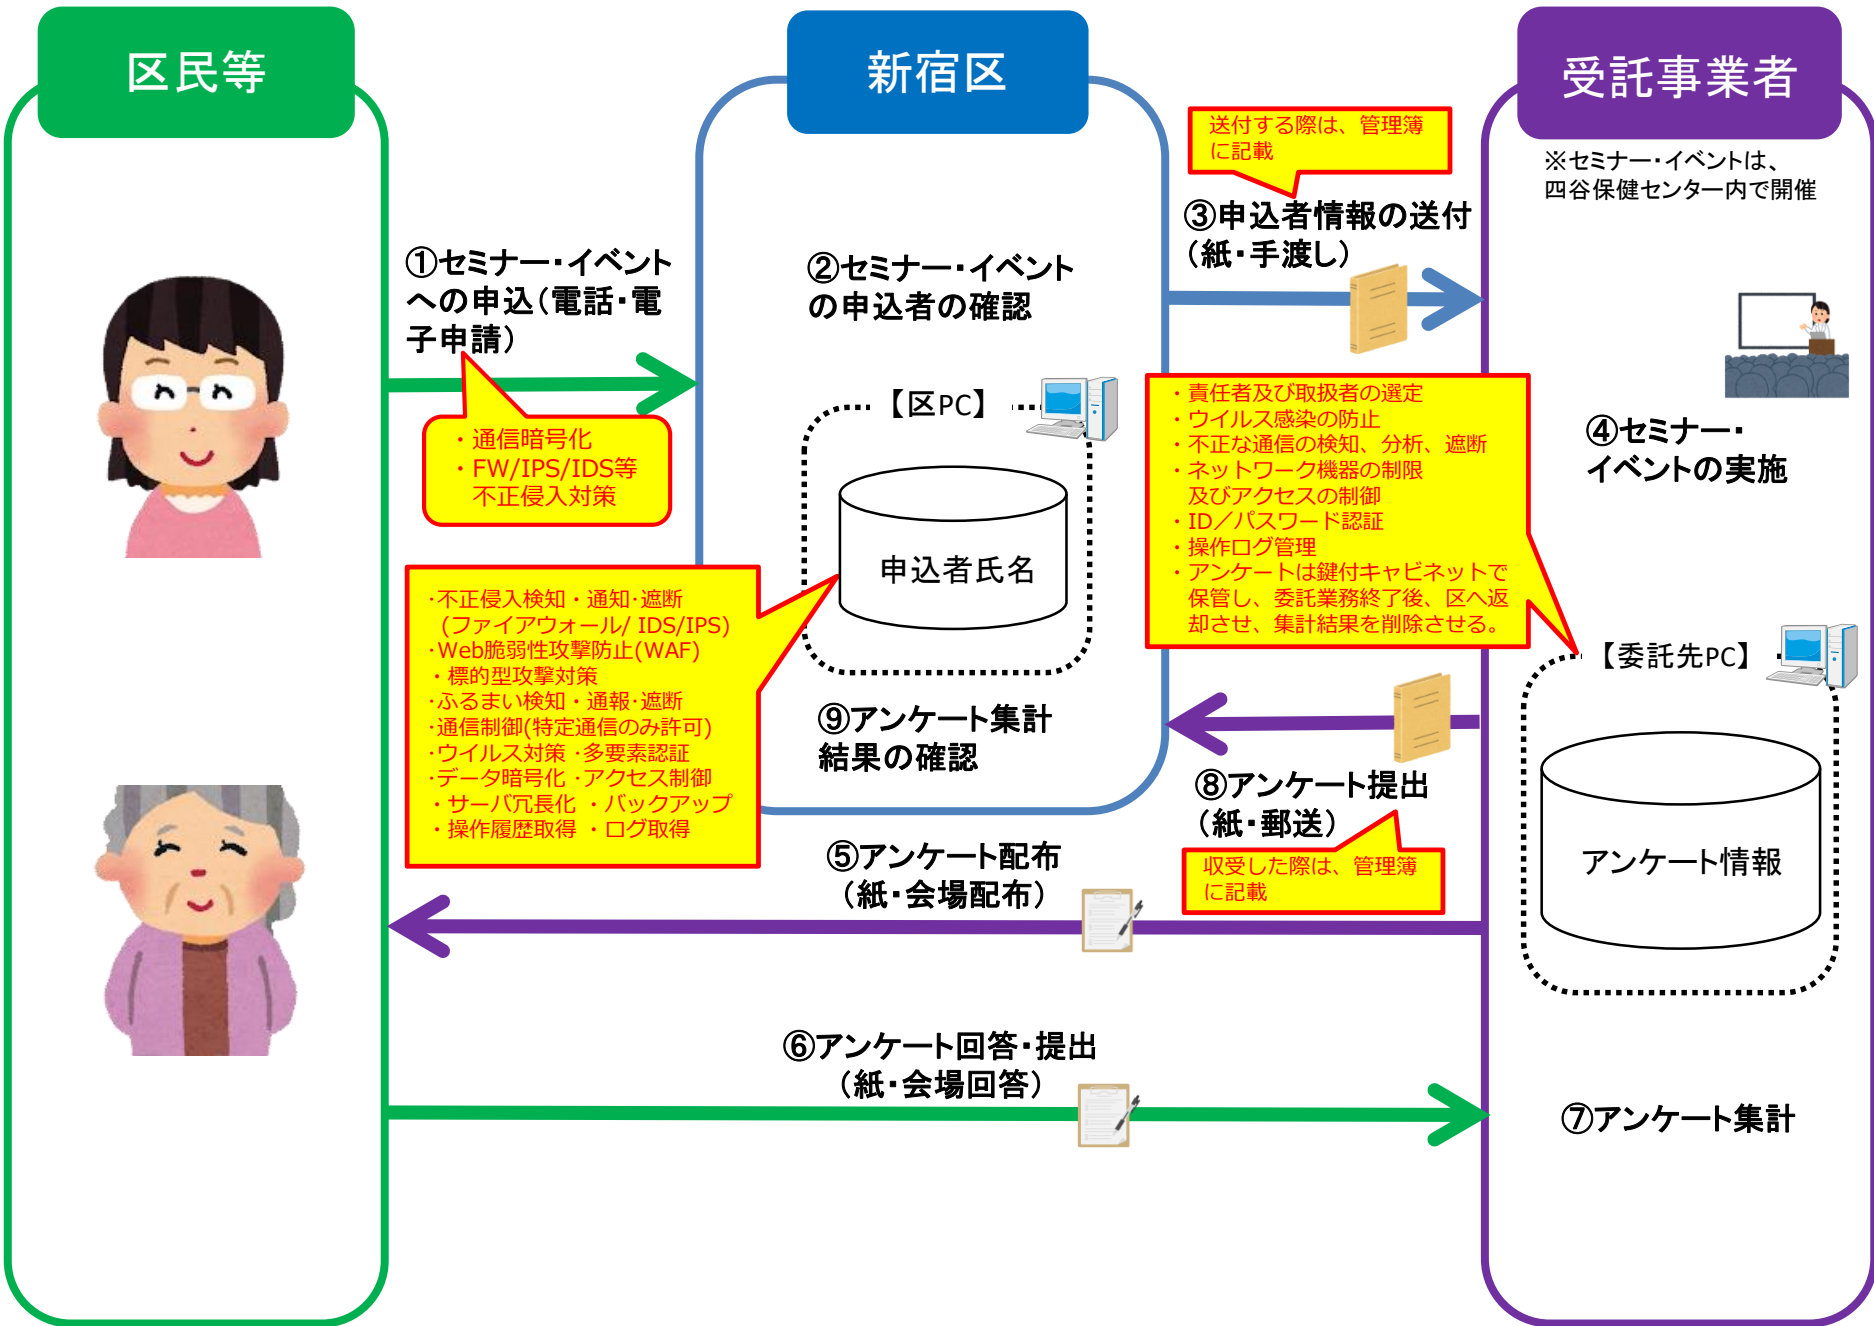 区民等
新宿区
受託事業者
※セミナー・イベントは、
四谷保健センター内で開催
送付する際は、管理簿
に記載
③申込者情報の送付
(紙・手渡し)
①セミナー・イベント
への申込(電話・電
子申請)
・通信暗号化
・FW/IPS/IDS等
不正侵入対策
②セミナー・イベント
の申込者の確認
【区PC】
申込者氏名
・不正侵入検知・通知・遮断
(ファイアウォール/ IDS/IPS)
・Web脆弱性攻撃防止(WAF)
・標的型攻撃対策
・ふるまい検知・通報・遮断
・通信制御(特定通信のみ許可)
・ウイルス対策 ・多要素認証
・データ暗号化 ・アクセス制御
・サーバ冗長化 ・バックアップ
・操作履歴取得 ・ログ取得
・責任者及び取扱者の選定
・ウイルス感染の防止
・不正な通信の検知、分析、遮断
・ネットワーク機器の制限
及びアクセスの制御
・ID／パスワード認証
・操作ログ管理
・アンケートは鍵付キャビネットで
保管し、委託業務終了後、区へ返
却させ、集計結果を削除させる。
④セミナー・
イベントの実施
【委託先PC】
アンケート情報
⑨アンケート集計
結果の確認
⑧アンケート提出
(紙・郵送)
収受した際は、管理簿
に記載
⑤アンケート配布
(紙・会場配布)
⑥アンケート回答・提出
(紙・会場回答)
⑦アンケート集計